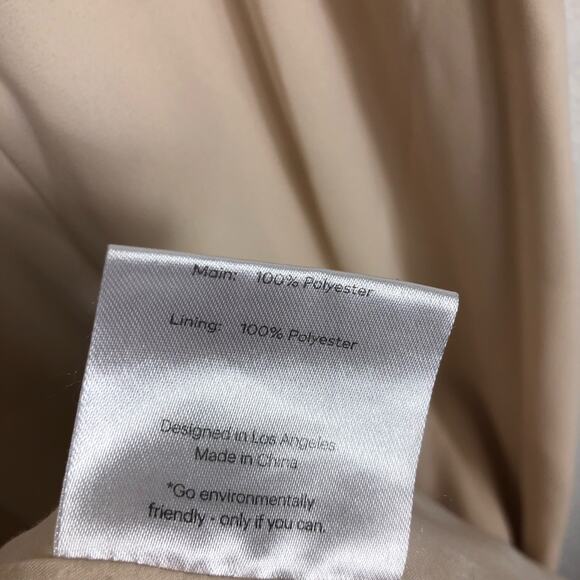 Main: 100% Polyester
Lining: 100% Polyester
Designed in Los Angeles
Made in China
*Go environmentally
friendly - only if you can.